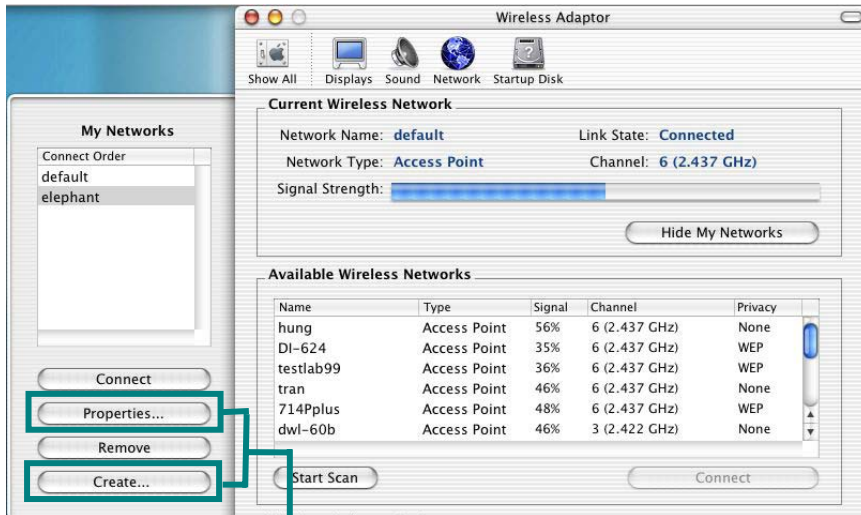 Wireless Adaptor
Show All Displays Sound Network Startup Disk
My Networks
Connect Order
default
elephant
Connect
Properties...
Remove
Create...
Current Wireless Network
Network Name: default Link State: Connected
Network Type: Access Point Channel: 6 (2.437 GHz)
Signal Strength:
Hide My Networks
Available Wireless Networks
Name Type Signal Channel Privacy
hung Access Point 56% 6 (2.437 GHz) None
DI-624 Access Point 35% 6 (2.437 GHz) WEP
testlab99 Access Point 36% 6 (2.437 GHz) WEP
tran Access Point 46% 6 (2.437 GHz) None
714Pplus Access Point 48% 6 (2.437 GHz) WEP
dwl-60b Access Point 46% 3 (2.422 GHz) None
Start Scan Connect